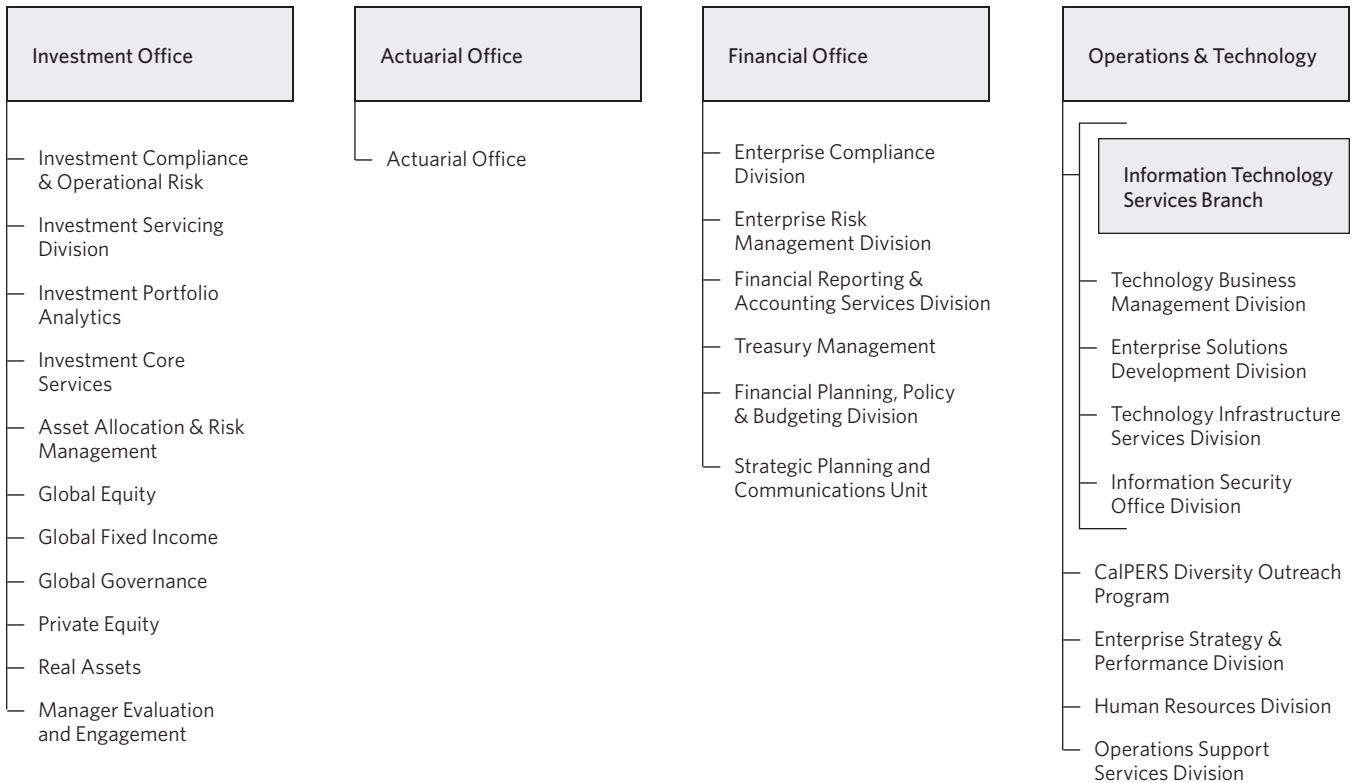 Investment Office
Investment Compliance
& Operational Risk
Investment Servicing
Division
Investment Portfolio
Analytics
Investment Core
Services
Asset Allocation & Risk
Management
Global Equity
Global Fixed Income
Global Governance
Private Equity
Real Assets
Manager Evaluation
and Engagement
Actuarial Office
Actuarial Office
Financial Office
Enterprise Compliance
Division
Enterprise Risk
Management Division
Financial Reporting &
Accounting Services Division
Treasury Management
Financial Planning, Policy
& Budgeting Division
Strategic Planning and
Communications Unit
Operations & Technology
Information Technology
Services Branch
Technology Business
Management Division
Enterprise Solutions
Development Division
Technology Infrastructure
Services Division
Information Security
Office Division
CalPERS Diversity Outreach
Program
Enterprise Strategy &
Performance Division
Human Resources Division
Operations Support
Services Division